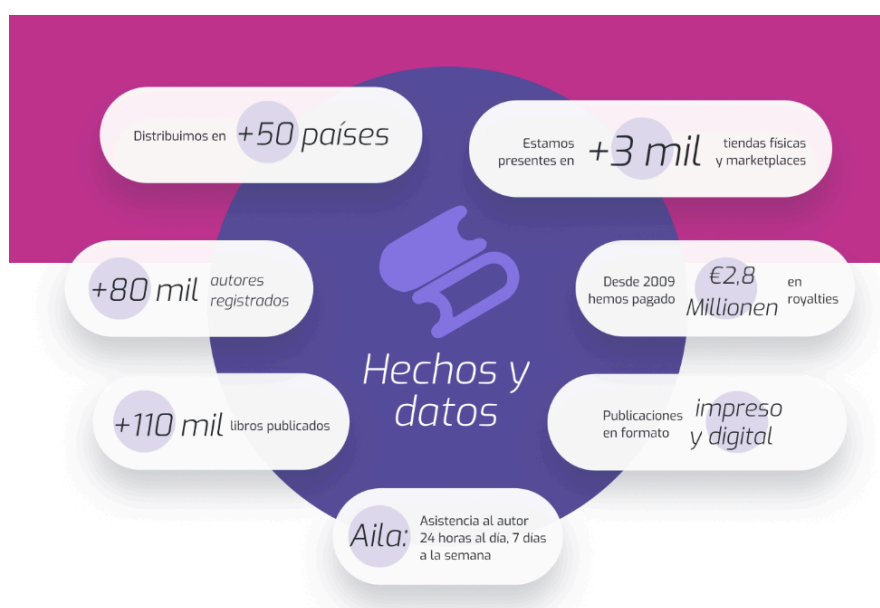 Distribuimos en +50 países
Estamos
presentes en
+3 mil
tiendas físicas
y marketplaces
+80 mil
autores
registrados
Desde 2009
hemos pagado
€2,8
Millionen
en
royalties
Hechos y
datos
+110 mil libros publicados
Publicaciones
en formato
impreso
y digital
Aila:
Asistencia al autor
24 horas al día, 7 días
a la semana